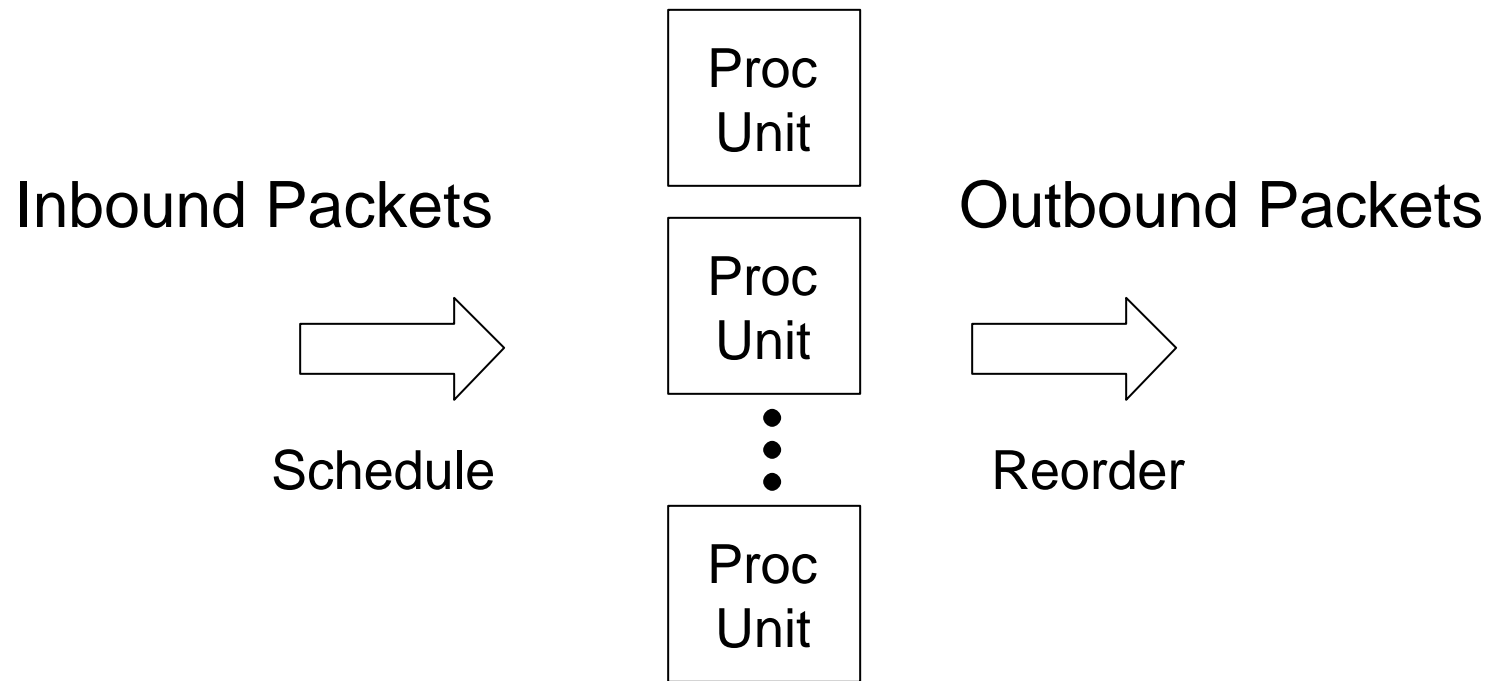 Inbound Packets
Schedule
Proc
Unit
Proc
Unit
Proc
Unit
Outbound Packets
Reorder